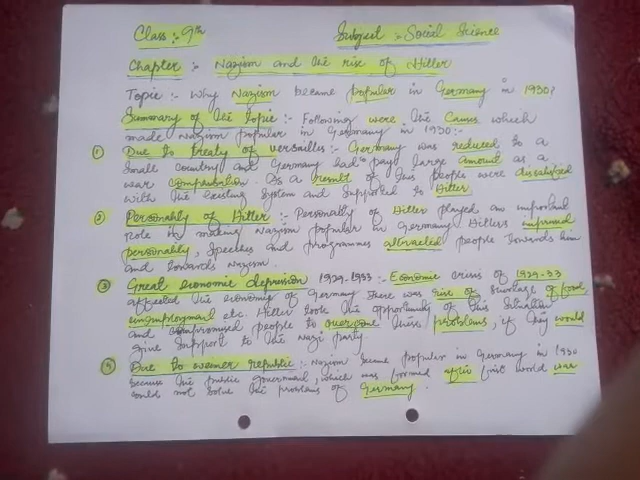 Class :- 9th Subject :- Social Science
Chapter :- Nazism and the rise of Hitler
Topic :- Why Nazism became popular in Germany in 1930?
Summary of the topic :- Following were the causes which
made Nazism popular in Germany in 1930:-
① Due to treaty of versailles :- Germany was reduced to a
small country and Germany had to pay large amount as a
war compensation. As a result of this people were dissatisfied
with the existing system and supported to Hitler
② Personality of Hitler :- Personality of Hitler played an important
role in making Nazism popular in Germany Hitler's
personality, speeches and programmes attracted people towards him
and towards Nazism.
③ Great economic depression 1929-1933 :- Economic crisis of 1929-33
affected the economy of Germany There was rise of shortage of food,
unemployment etc. Hitler took the opportunity of this situation
and people to overcome these problems, if they would
give support to the Nazi party.
Due to republic :- Nazism popular in Germany in 1930
because the public government, which was formed after first world war
could not solve the problems of Germany.